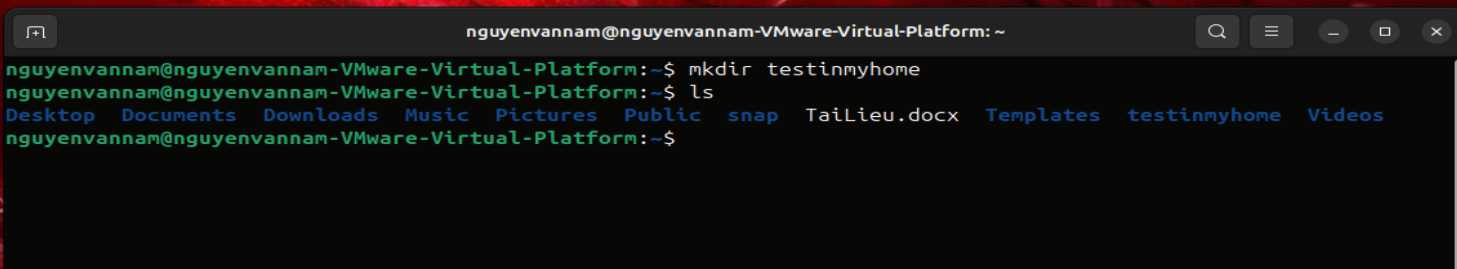 nguyenvannam@nguyenvannam-VMware-Virtual-Platform: ~
nguyenvannam@nguyenvannam-VMware-Virtual-Platform:~$ mkdir testinmyhome
nguyenvannam@nguyenvannam-VMware-Virtual-Platform:~$ ls
Desktop Documents Downloads Music Pictures Public snap TaiLieu.docx Templates testinmyhome Videos
nguyenvannam@nguyenvannam-VMware-Virtual-Platform:~$